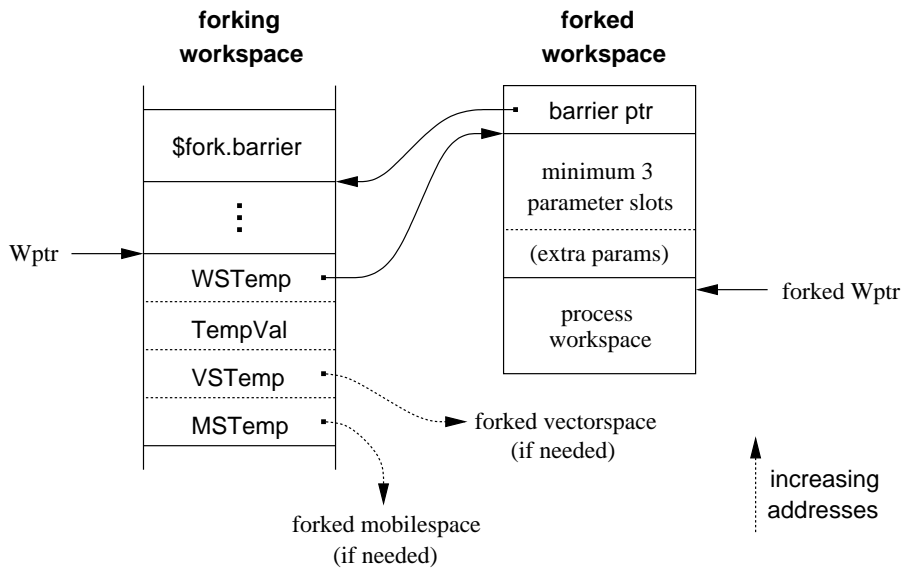 forking
workspace
$fork.barrier
Wptr
WSTemp
TempVal
VSTemp
MSTemp
forked
workspace
barrier ptr
minimum 3
parameter slots
(extra params)
process
workspace
forked Wptr
forked vectorspace
(if needed)
forked mobilespace
(if needed)
increasing
addresses